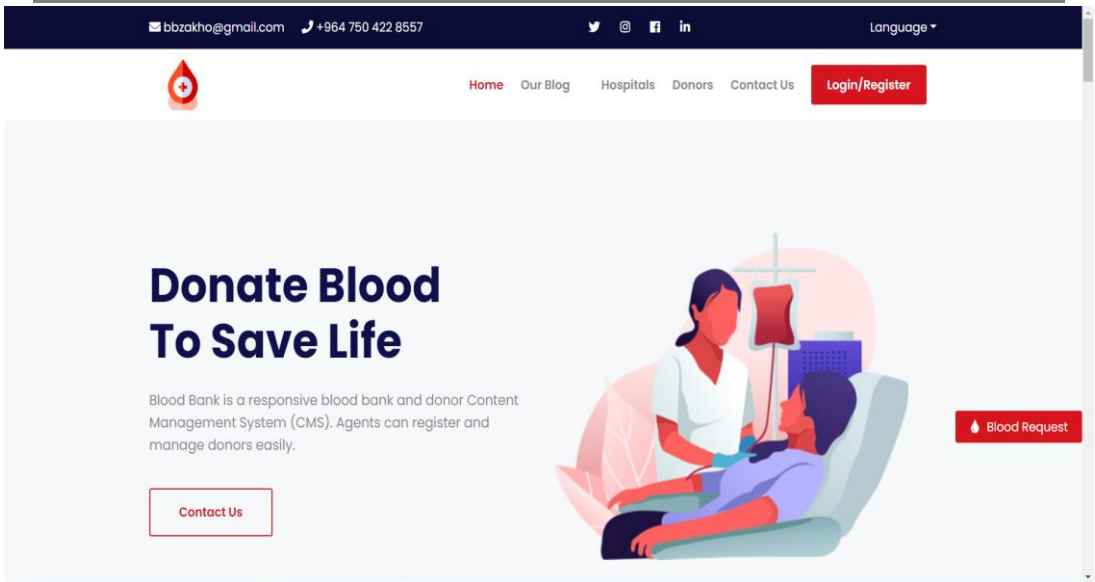 bbzakho@gmail.com +964 750 422 8557 Language
Home Our Blog Hospitals Donors Contact Us Login/Register
Donate Blood
To Save Life
Blood Bank is a responsive blood bank and donor Content
Management System (CMS). Agents can register and
manage donors easily.
Blood Request
Contact Us